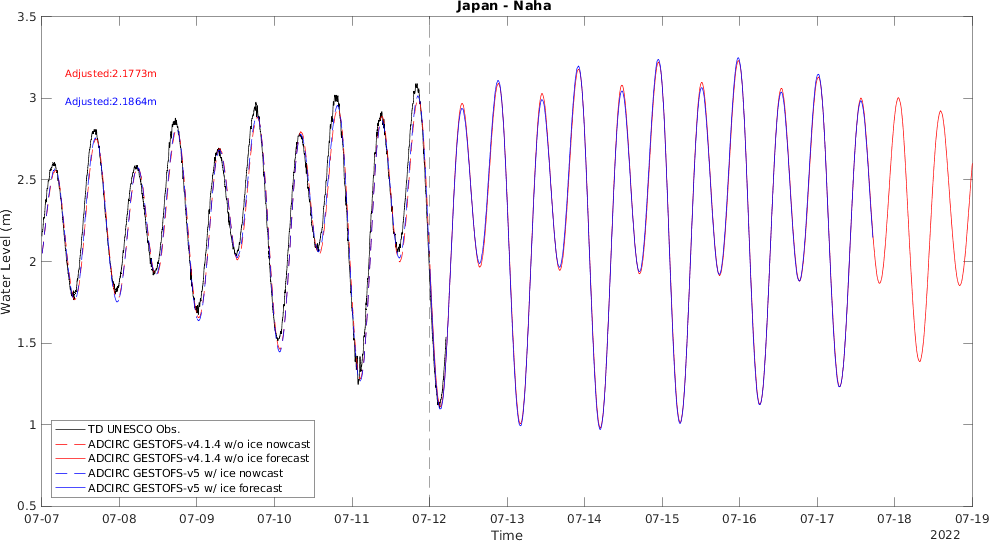 Japan - Naha
3.5
3
2.5
2
1.5
1
0.5
Water Level (m)
Adjusted:2.1773m
Adjusted:2.1864m
TD UNESCO Obs.
ADCIRC GESTOFS-v4.1.4 w/o ice nowcast
ADCIRC GESTOFS-v4.1.4 w/o ice forecast
ADCIRC GESTOFS-v5 w/ ice nowcast
ADCIRC GESTOFS-v5 w/ ice forecast
07-07 07-08 07-09 07-10 07-11 07-12 07-13 07-14 07-15 07-16 07-17 07-18 07-19
Time
2022